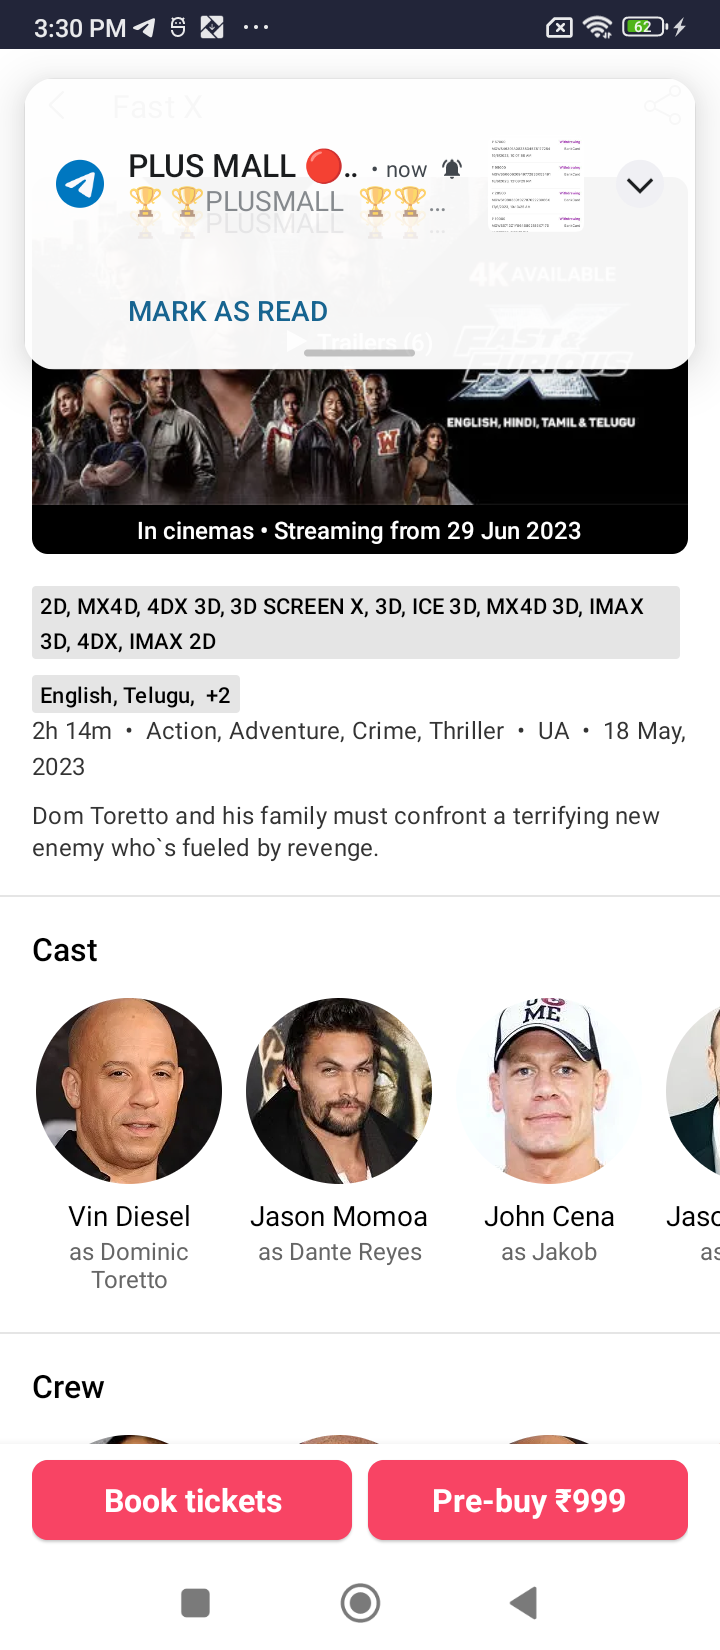 3:30 PM
62
Fast X
PLUS MALL 🔴.. • now
🏆 🏆PLUSMALL 🏆🏆...
MARK AS READ
4K AVAILABLE
▶ Trailers (6)
FAST & FURIOUS X
ENGLISH, HINDI, TAMIL & TELUGU
In cinemas • Streaming from 29 Jun 2023
2D, MX4D, 4DX 3D, 3D SCREEN X, 3D, ICE 3D, MX4D 3D, IMAX
3D, 4DX, IMAX 2D
English, Telugu, +2
2h 14m • Action, Adventure, Crime, Thriller • UA • 18 May,
2023
Dom Toretto and his family must confront a terrifying new
enemy who`s fueled by revenge.
Cast
ME
Vin Diesel
as Dominic
Toretto
Jason Momoa
as Dante Reyes
John Cena
as Jakob
Jaso
as
Crew
Book tickets
Pre-buy ₹999